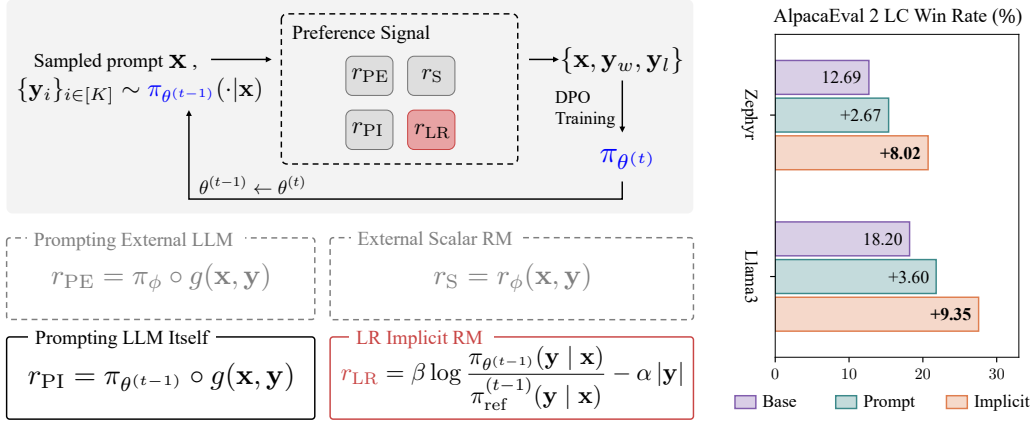 Sampled prompt x ,
{y_i}_{i∈[K]} ∼ π_{θ^{(t-1)}}(·|x)
Preference Signal
r_PE r_S
r_PI r_LR
{x, y_w, y_l}
DPO
Training
π_{θ^{(t)}}
θ^{(t-1)} ← θ^{(t)}
Prompting External LLM
r_PE = π_ϕ ∘ g(x, y)
External Scalar RM
r_S = r_ϕ(x, y)
Prompting LLM Itself
r_PI = π_{θ^{(t-1)}} ∘ g(x, y)
LR Implicit RM
r_LR = β log π_{θ^{(t-1)}}(y | x) / π_ref^{(t-1)}(y | x) − α |y|
AlpacaEval 2 LC Win Rate (%)
Zephyr
12.69
+2.67
+8.02
Llama3
18.20
+3.60
+9.35
0 10 20 30
Base Prompt Implicit